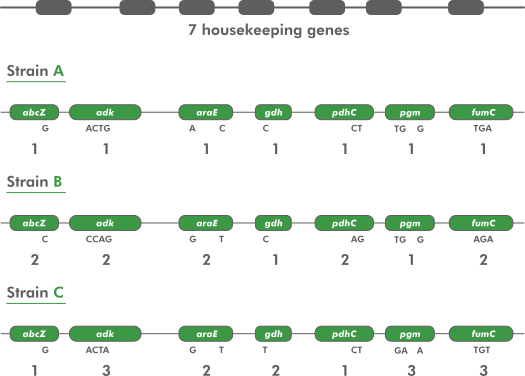 7 housekeeping genes
Strain A
abcZ adk araE gdh pdhC pgm fumC
G ACTG A C C CT TG G TGA
1 1 1 1 1 1 1
Strain B
abcZ adk araE gdh pdhC pgm fumC
C CCAG G T C AG TG G AGA
2 2 2 1 2 1 2
Strain C
abcZ adk araE gdh pdhC pgm fumC
G ACTA G T T CT GA A TGT
1 3 2 2 1 3 3